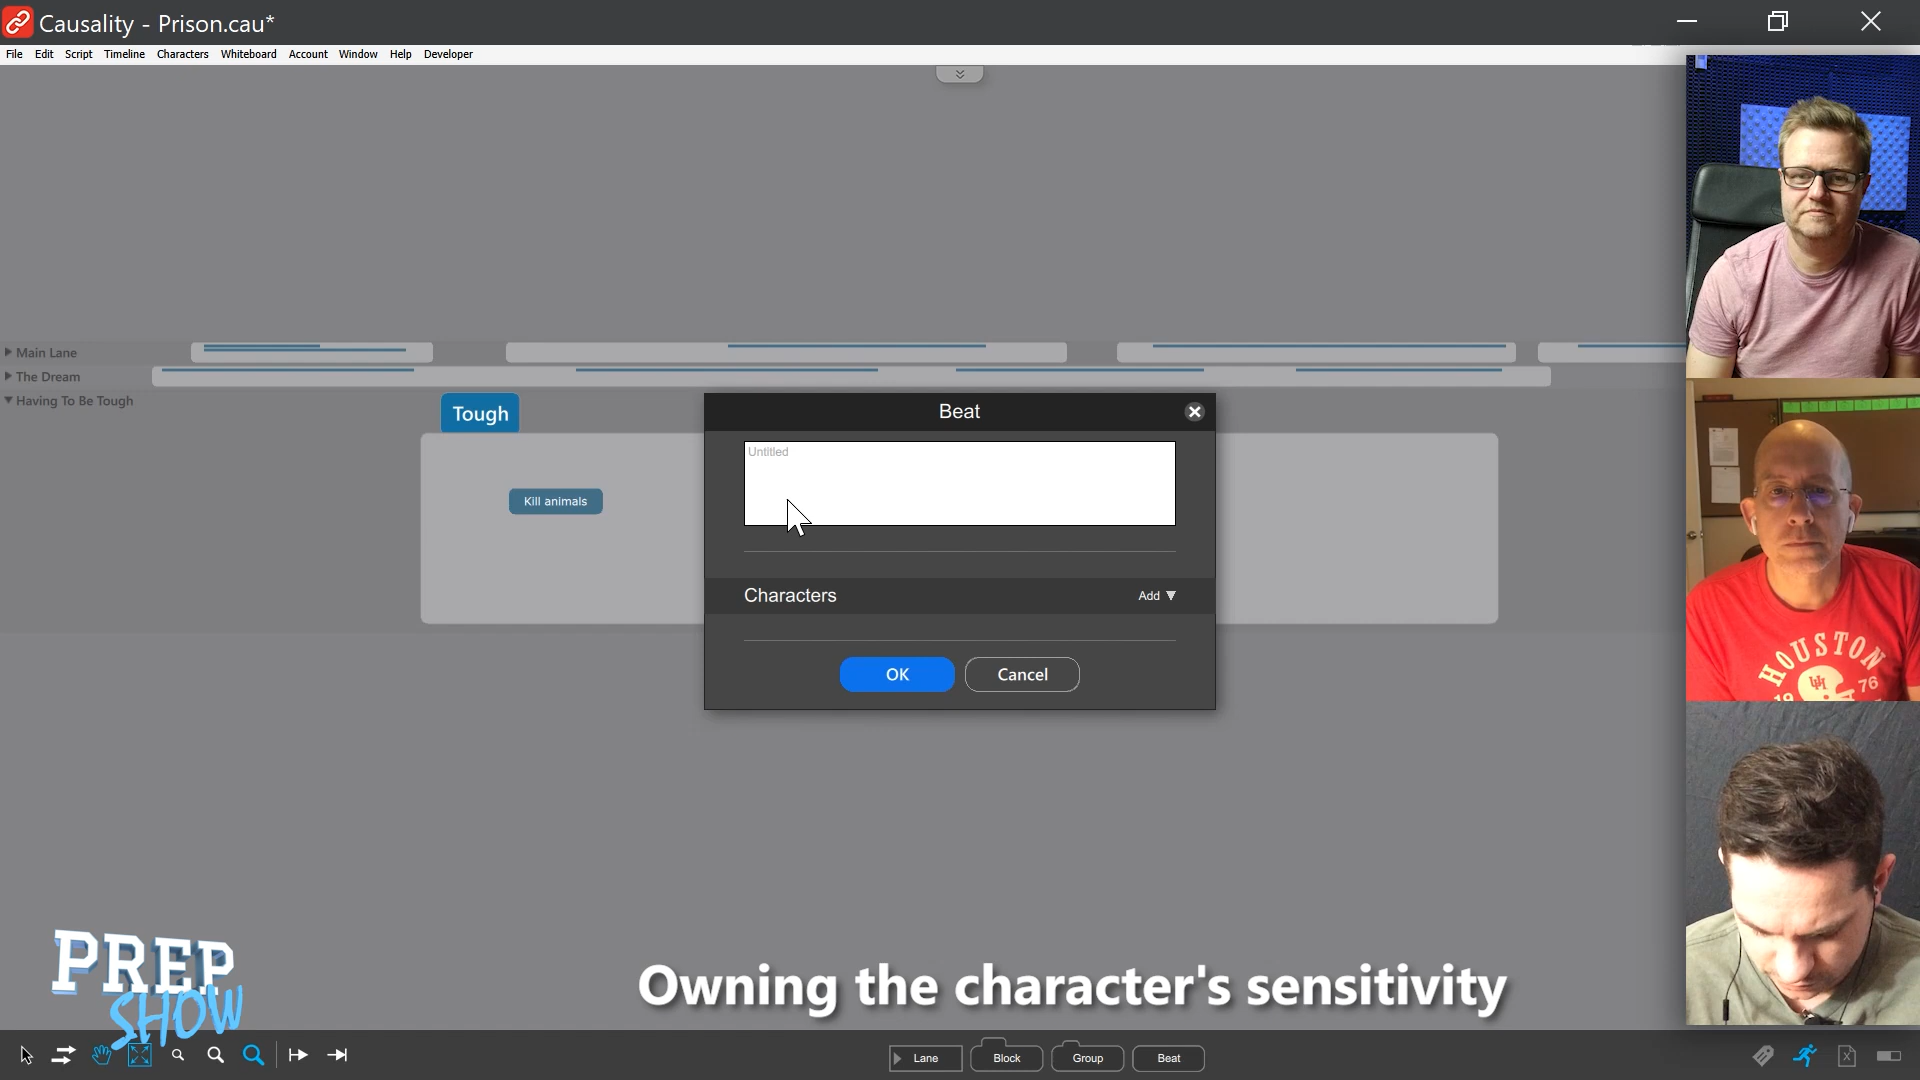 Causality - Prison.cau*
File Edit Script Timeline Characters Whiteboard Account Window Help Developer
Main Lane
The Dream
Having To Be Tough
Tough
Kill animals
Beat
Untitled
Characters
Add
OK
Cancel
HOUSTON
UH
19 76
PREP
SHOW
Owning the character's sensitivity
Lane
Block
Group
Beat
X